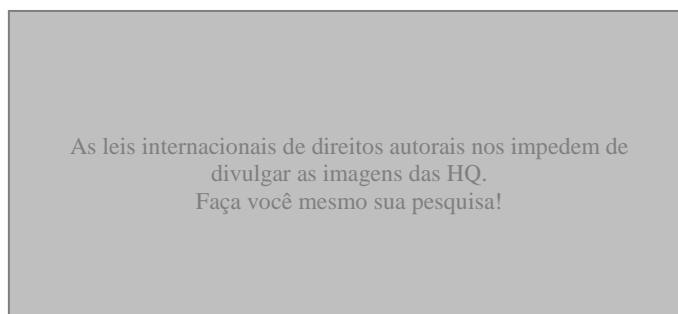 As leis internacionais de direitos autorais nos impedem de
divulgar as imagens das HQ.
Faça você mesmo sua pesquisa!